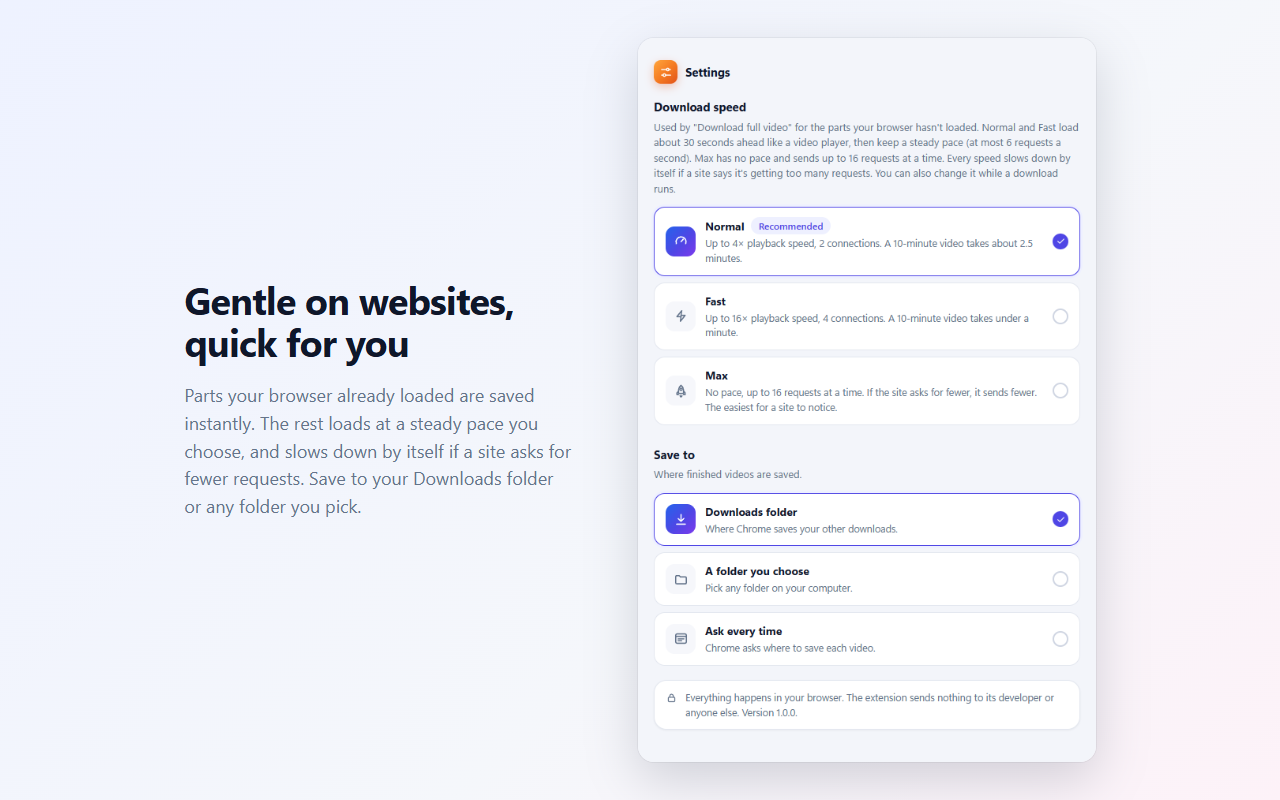 Gentle on websites,
quick for you
Parts your browser already loaded are saved
instantly. The rest loads at a steady pace you
choose, and slows down by itself if a site asks for
fewer requests. Save to your Downloads folder
or any folder you pick.
Settings
Download speed
Used by "Download full video" for the parts your browser hasn't loaded. Normal and Fast load
about 30 seconds ahead like a video player, then keep a steady pace (at most 6 requests a
second). Max has no pace and sends up to 16 requests at a time. Every speed slows down by
itself if a site says it's getting too many requests. You can also change it while a download
runs.
Normal Recommended
Up to 4× playback speed, 2 connections. A 10-minute video takes about 2.5
minutes.
Fast
Up to 16× playback speed, 4 connections. A 10-minute video takes under a
minute.
Max
No pace, up to 16 requests at a time. If the site asks for fewer, it sends fewer.
The easiest for a site to notice.
Save to
Where finished videos are saved.
Downloads folder
Where Chrome saves your other downloads.
A folder you choose
Pick any folder on your computer.
Ask every time
Chrome asks where to save each video.
Everything happens in your browser. The extension sends nothing to its developer or
anyone else. Version 1.0.0.